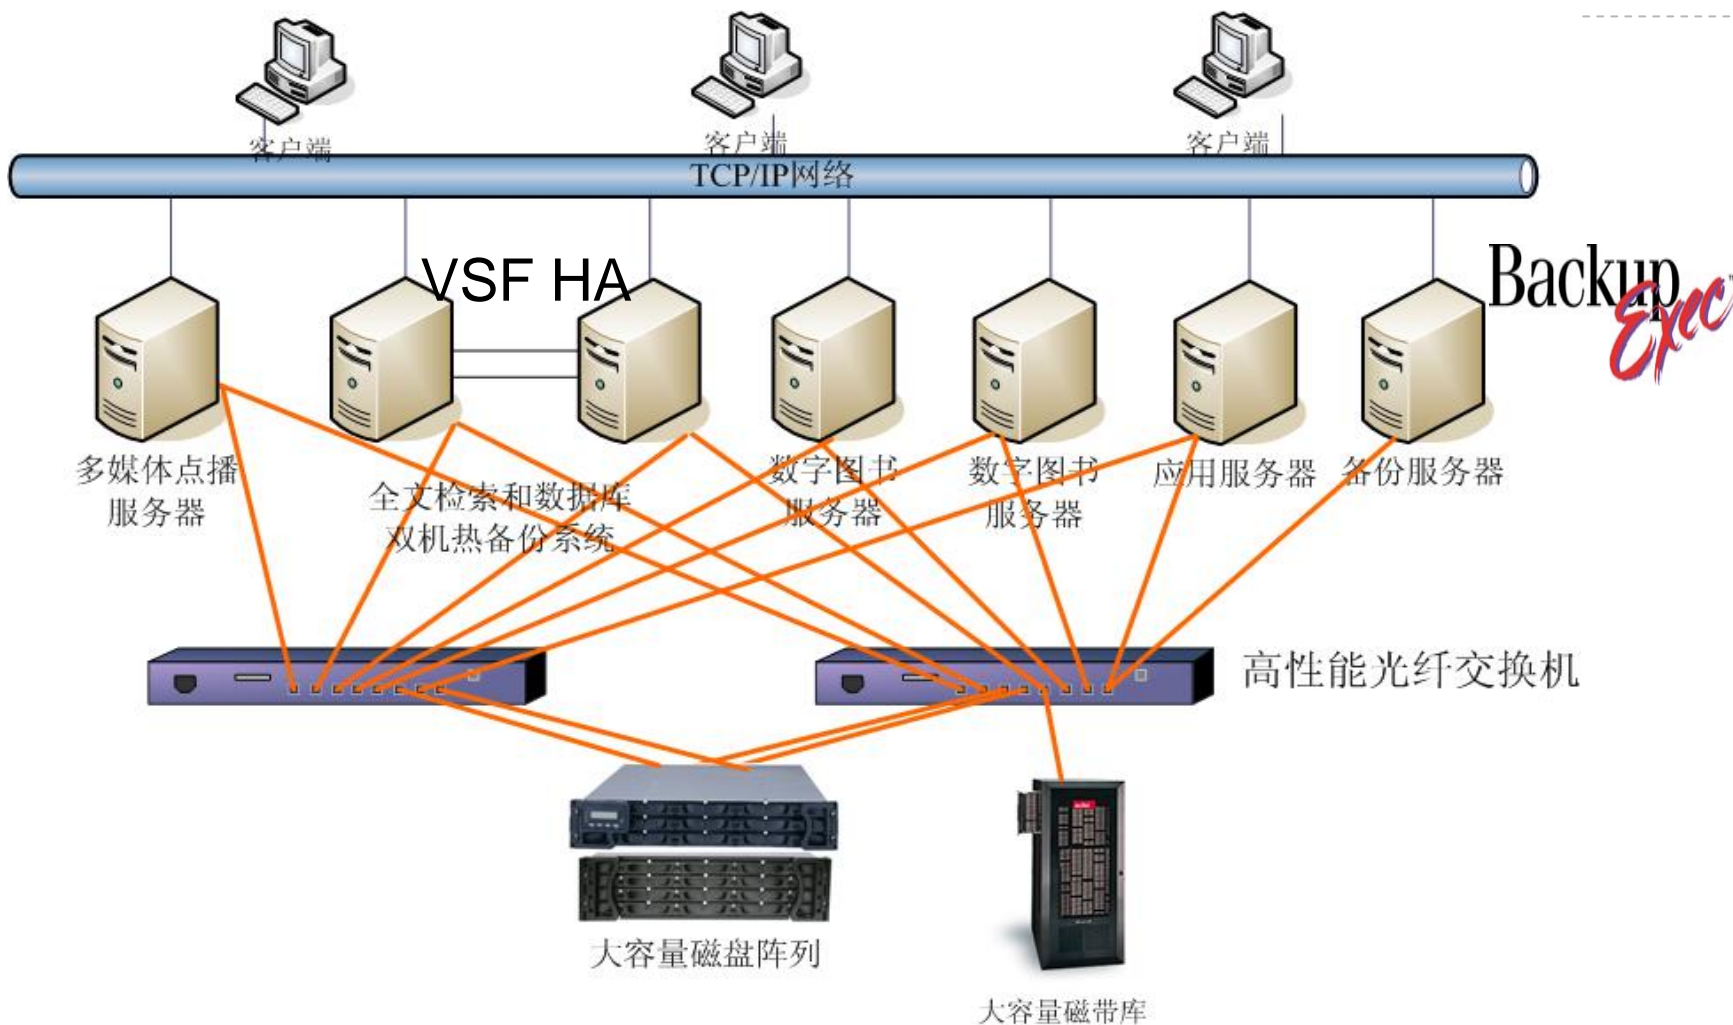 客户端
客户端
客户端
TCP/IP网络
VSF HA
Backup
Exec
多媒体点播
服务器
全文检索和数据库
双机热备份系统
数字图书
服务器
数字图书
服务器
应用服务器
备份服务器
高性能光纤交换机
大容量磁盘阵列
大容量磁带库